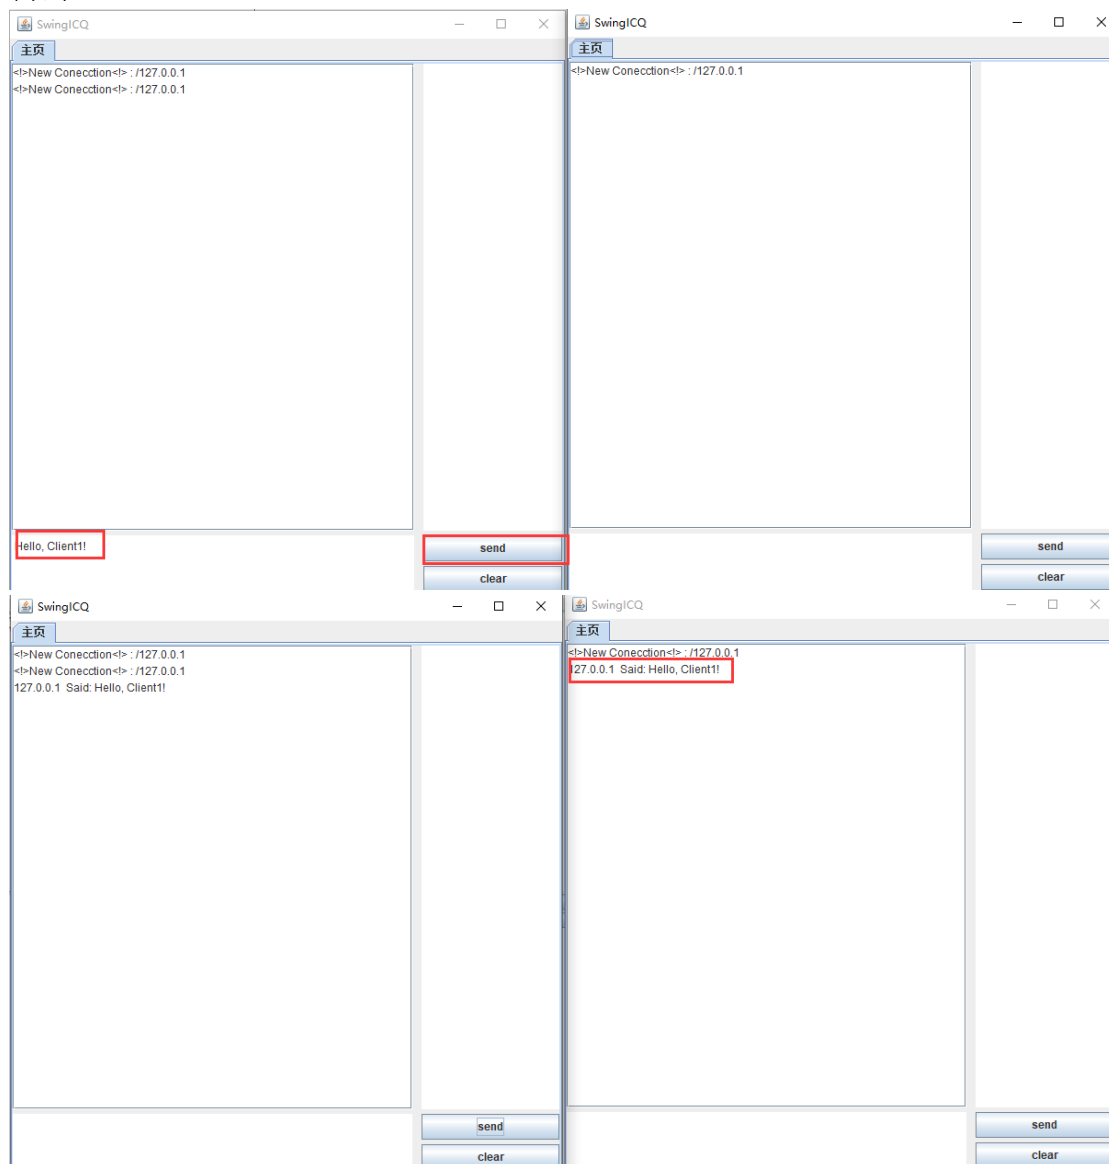 SwingICQ
主页
<!>New Conecction<!> : /127.0.0.1
<!>New Conecction<!> : /127.0.0.1
Hello, Client1!
send
clear
SwingICQ
主页
<!>New Conecction<!> : /127.0.0.1
send
clear
SwingICQ
主页
<!>New Conecction<!> : /127.0.0.1
<!>New Conecction<!> : /127.0.0.1
127.0.0.1  Said: Hello, Client1!
send
clear
SwingICQ
主页
<!>New Conecction<!> : /127.0.0.1
127.0.0.1  Said: Hello, Client1!
send
clear